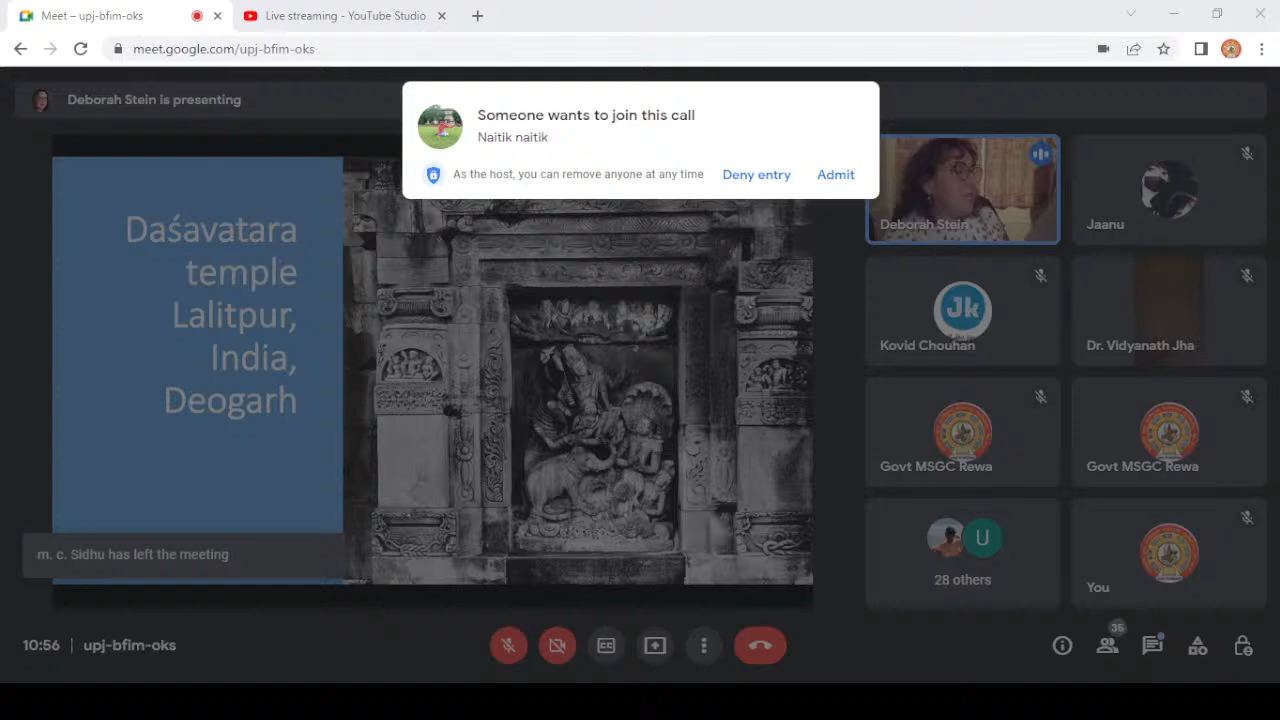 Meet – upj-bfim-oks
Live streaming - YouTube Studio
meet.google.com/upj-bfim-oks
Deborah Stein is presenting
Someone wants to join this call
Naitik naitik
As the host, you can remove anyone at any time
Deny entry
Admit
Daśavatara
temple
Lalitpur,
India,
Deogarh
m. c. Sidhu has left the meeting
Deborah Stein
Jaanu
Jk
Kovid Chouhan
Dr. Vidyanath Jha
Govt MSGC Rewa
Govt MSGC Rewa
U
28 others
You
10:56 | upj-bfim-oks
CC
35